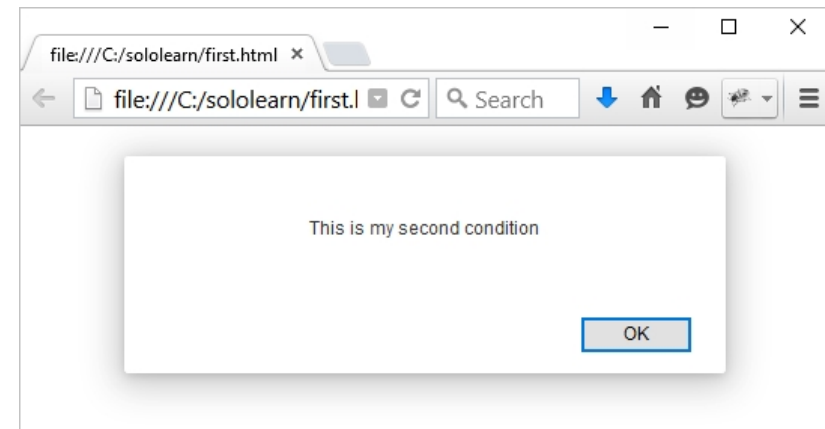 file:///C:/sololearn/first.html
file:///C:/sololearn/first.l
Search
This is my second condition
OK